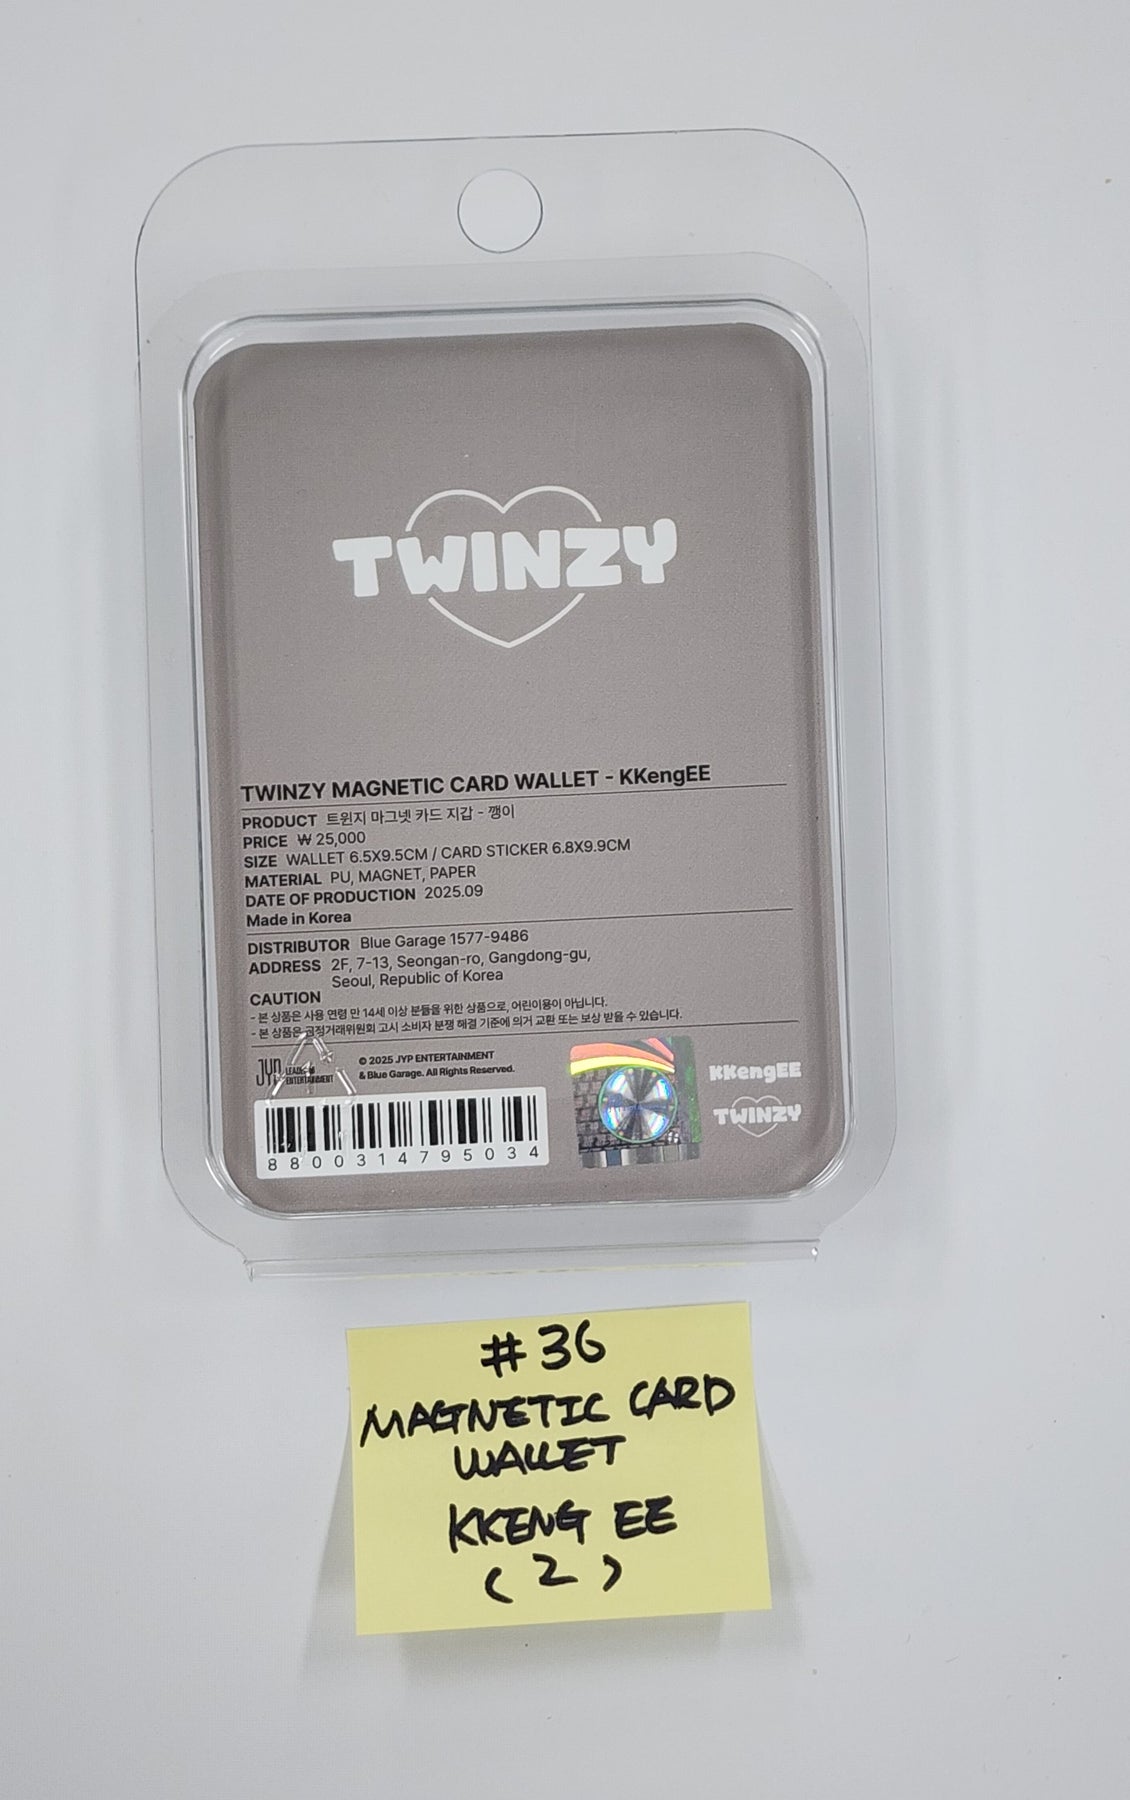 TWINZY
TWINZY MAGNETIC CARD WALLET - KKengEE
PRODUCT 트윈지 마그넷 카드 지갑 - 깽이
PRICE ₩ 25,000
SIZE WALLET 6.5X9.5CM / CARD STICKER 6.8X9.9CM
MATERIAL PU, MAGNET, PAPER
DATE OF PRODUCTION 2025.09
Made in Korea
DISTRIBUTOR Blue Garage 1577-9486
ADDRESS 2F, 7-13, Seongan-ro, Gangdong-gu,
Seoul, Republic of Korea
CAUTION
- 본 상품은 사용 연령 만 14세 이상 분들을 위한 상품으로, 어린이용이 아닙니다.
- 본 상품은 공정거래위원회 고시 소비자 분쟁 해결 기준에 의거 교환 또는 보상 받을 수 있습니다.
JYP LEADER IN
ENTERTAINMENT
© 2025 JYP ENTERTAINMENT
& Blue Garage. All Rights Reserved.
8800314795034
KKengEE
TWINZY
#36
MAGNETIC CARD
WALLET
KKENG EE
(2)